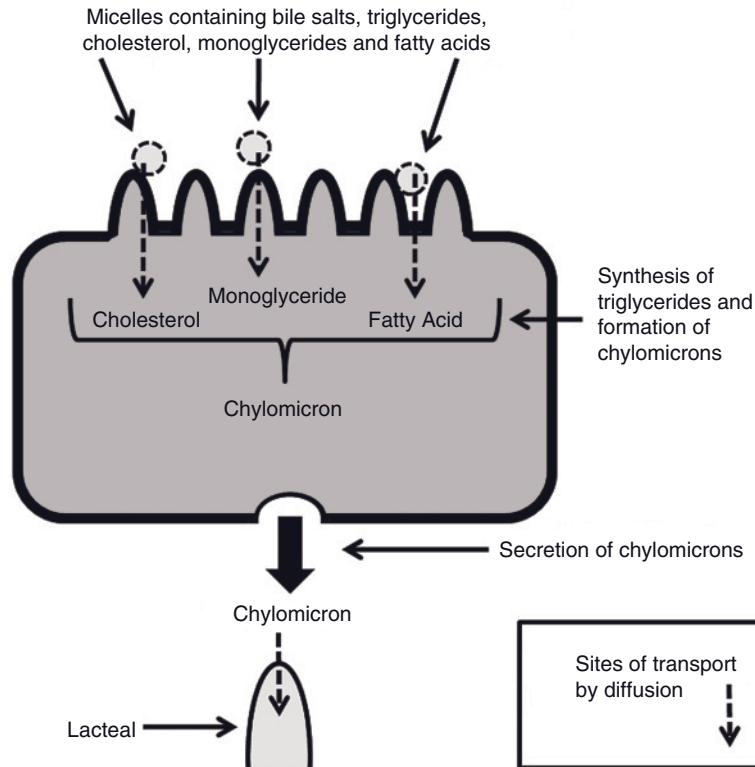 Micelles containing bile salts, triglycerides,
cholesterol, monoglycerides and fatty acids
Monoglyceride
Cholesterol
Fatty Acid
Synthesis of
triglycerides and
formation of
chylomicrons
Chylomicron
Secretion of chylomicrons
Chylomicron
Sites of transport
by diffusion
Lacteal